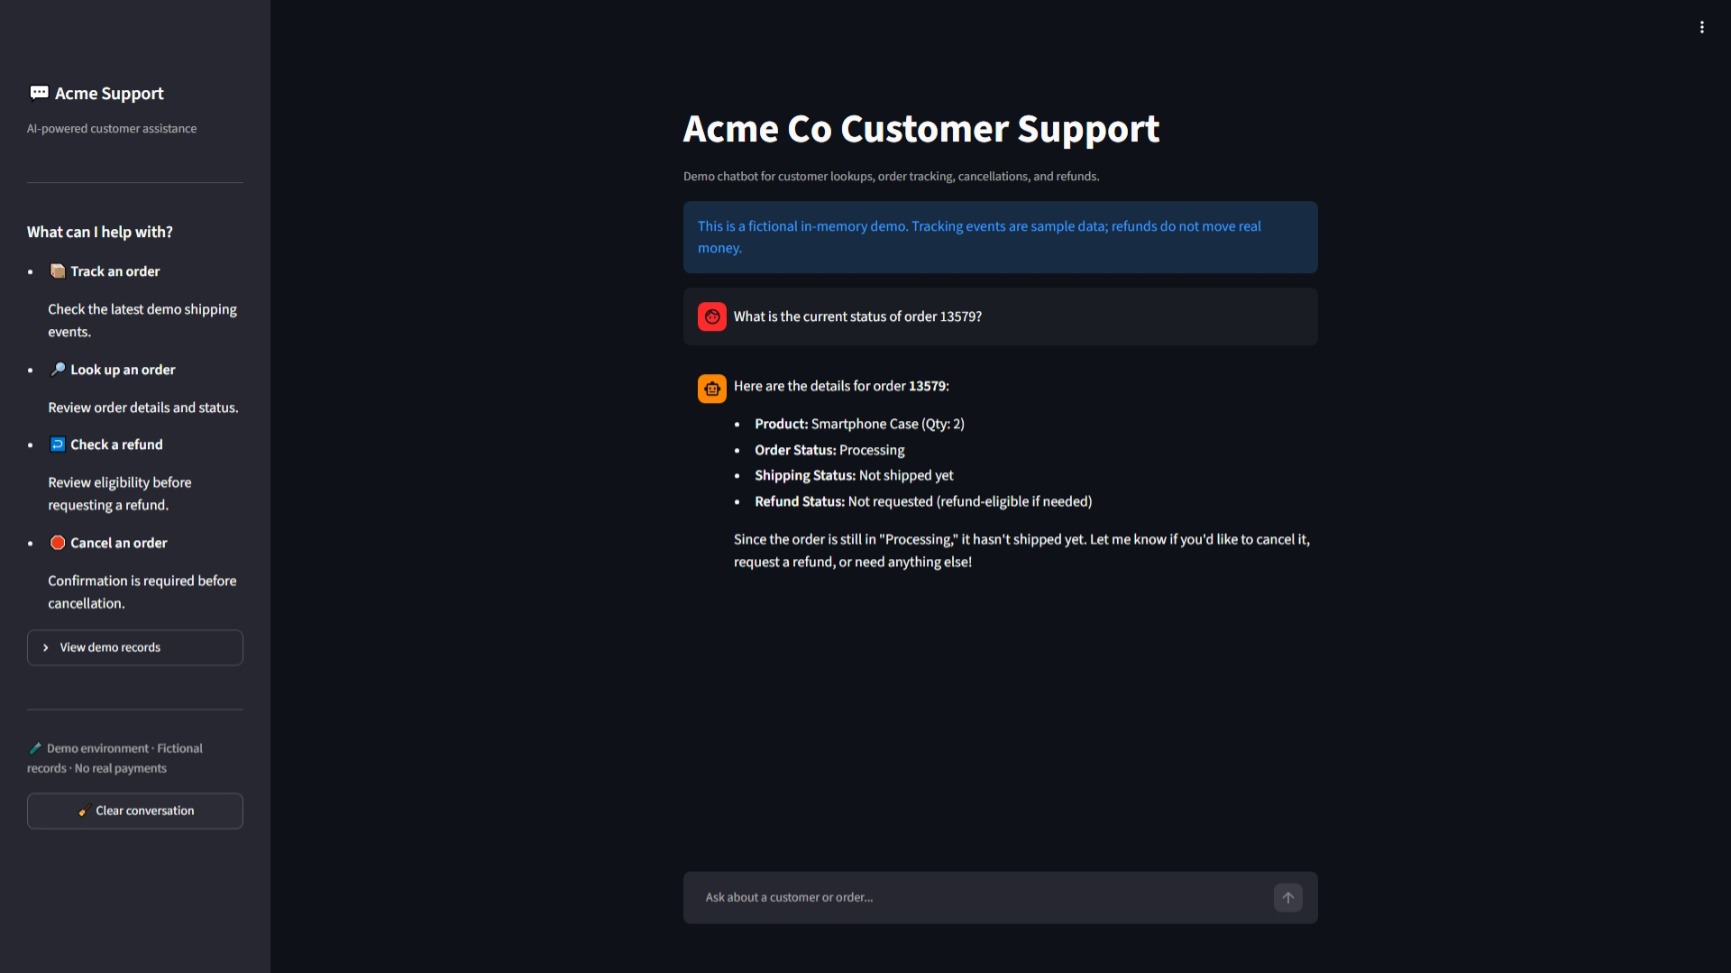 💬 Acme Support
AI-powered customer assistance
What can I help with?
• 📦 Track an order
Check the latest demo shipping
events.
• 🔎 Look up an order
Review order details and status.
• ↩️ Check a refund
Review eligibility before
requesting a refund.
• 🛑 Cancel an order
Confirmation is required before
cancellation.
View demo records
🧪 Demo environment · Fictional
records · No real payments
🧹 Clear conversation
Acme Co Customer Support
Demo chatbot for customer lookups, order tracking, cancellations, and refunds.
This is a fictional in-memory demo. Tracking events are sample data; refunds do not move real
money.
What is the current status of order 13579?
Here are the details for order 13579:
• Product: Smartphone Case (Qty: 2)
• Order Status: Processing
• Shipping Status: Not shipped yet
• Refund Status: Not requested (refund-eligible if needed)
Since the order is still in "Processing," it hasn't shipped yet. Let me know if you'd like to cancel it,
request a refund, or need anything else!
Ask about a customer or order...